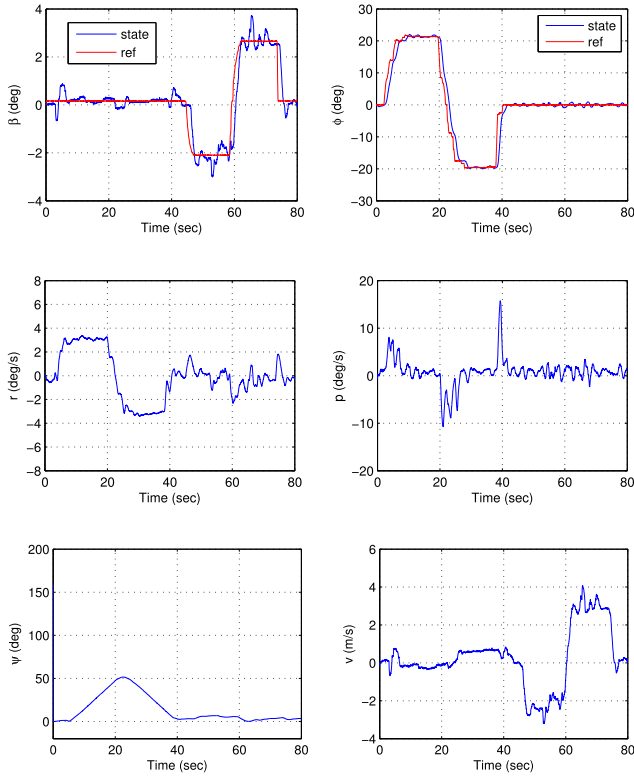 4
2
0
−2
−4
β (deg)
state
ref
0 20 40 60 80
Time (sec)
30
20
10
0
−10
−20
−30
ϕ (deg)
state
ref
0 20 40 60 80
Time (sec)
8
6
4
2
0
−2
−4
−6
−8
r (deg/s)
0 20 40 60 80
Time (sec)
20
10
0
−10
−20
p (deg/s)
0 20 40 60 80
Time (sec)
200
150
100
50
0
ψ (deg)
0 20 40 60 80
Time (sec)
6
4
2
0
−2
−4
v (m/s)
0 20 40 60 80
Time (sec)